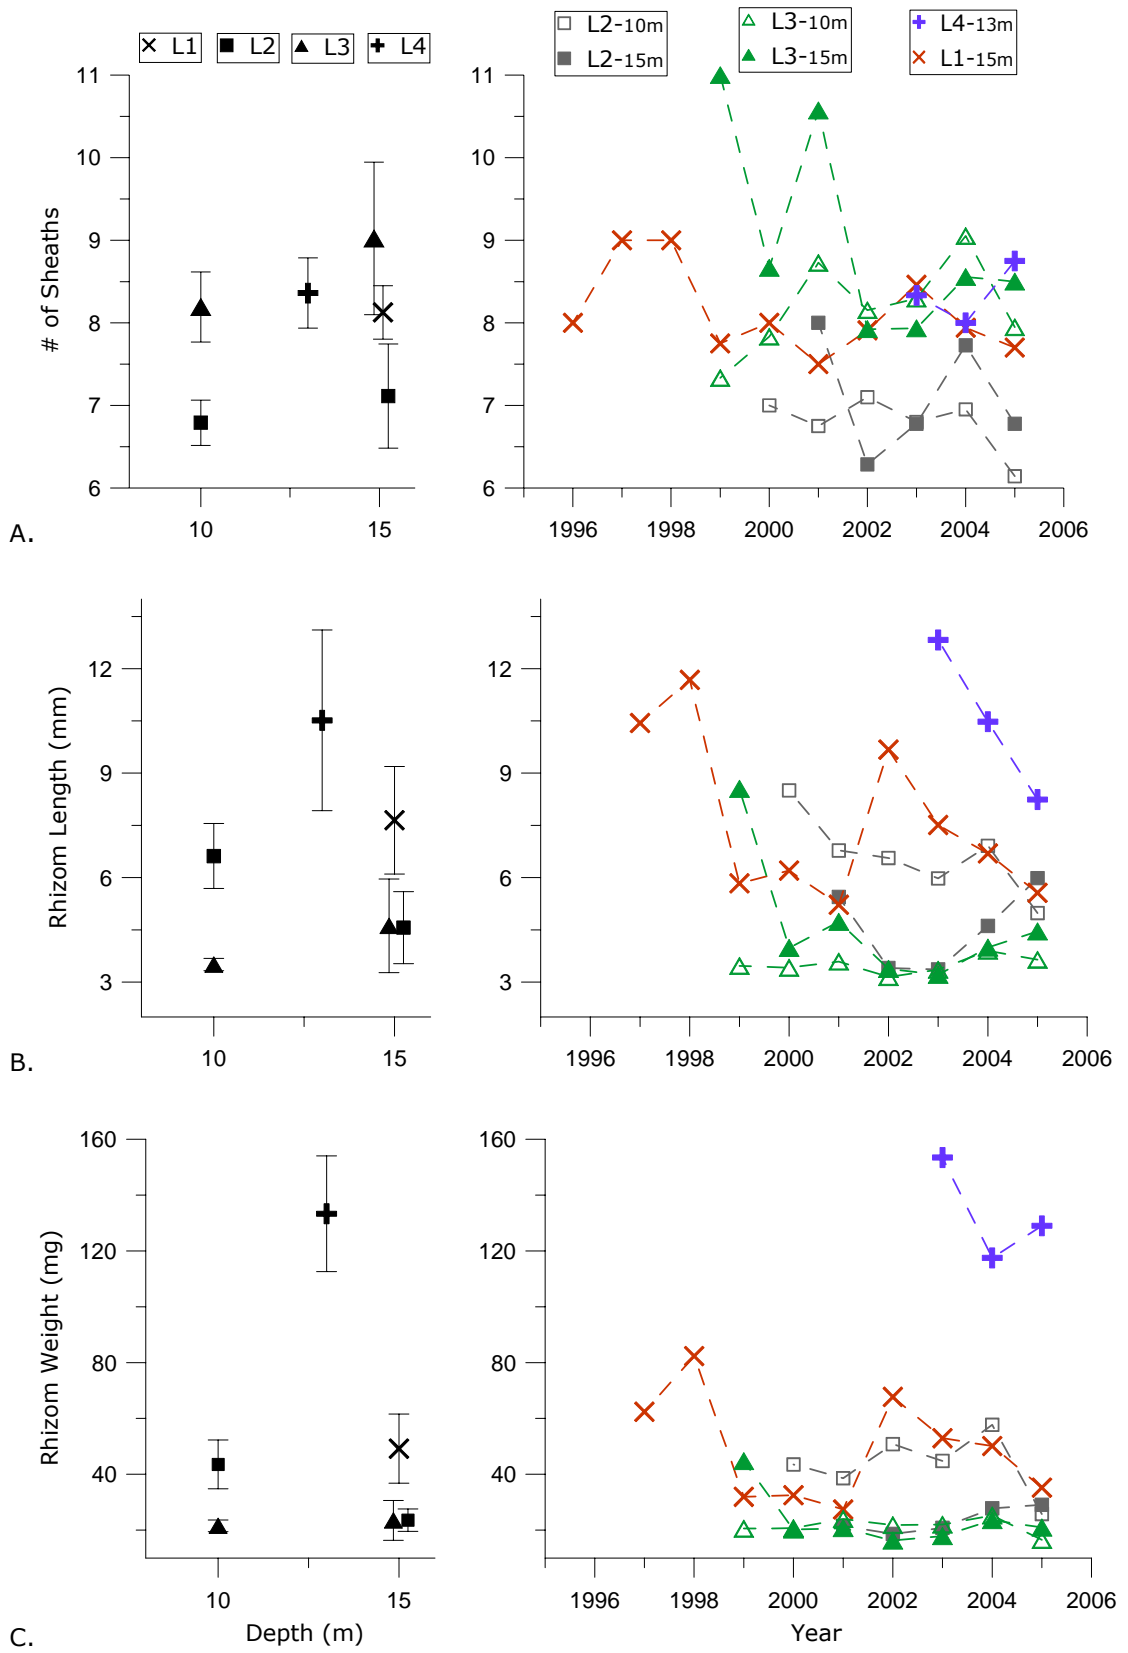 L1 L2 L3 L4
L2-10m L3-10m L4-13m
L2-15m L3-15m L1-15m
11
10
9
8
7
6
# of Sheaths
10 15
1996 1998 2000 2002 2004 2006
A.
12
9
6
3
Rhizom Length (mm)
10 15
1996 1998 2000 2002 2004 2006
B.
160
120
80
40
Rhizom Weight (mg)
10 15
1996 1998 2000 2002 2004 2006
C.
Depth (m) Year